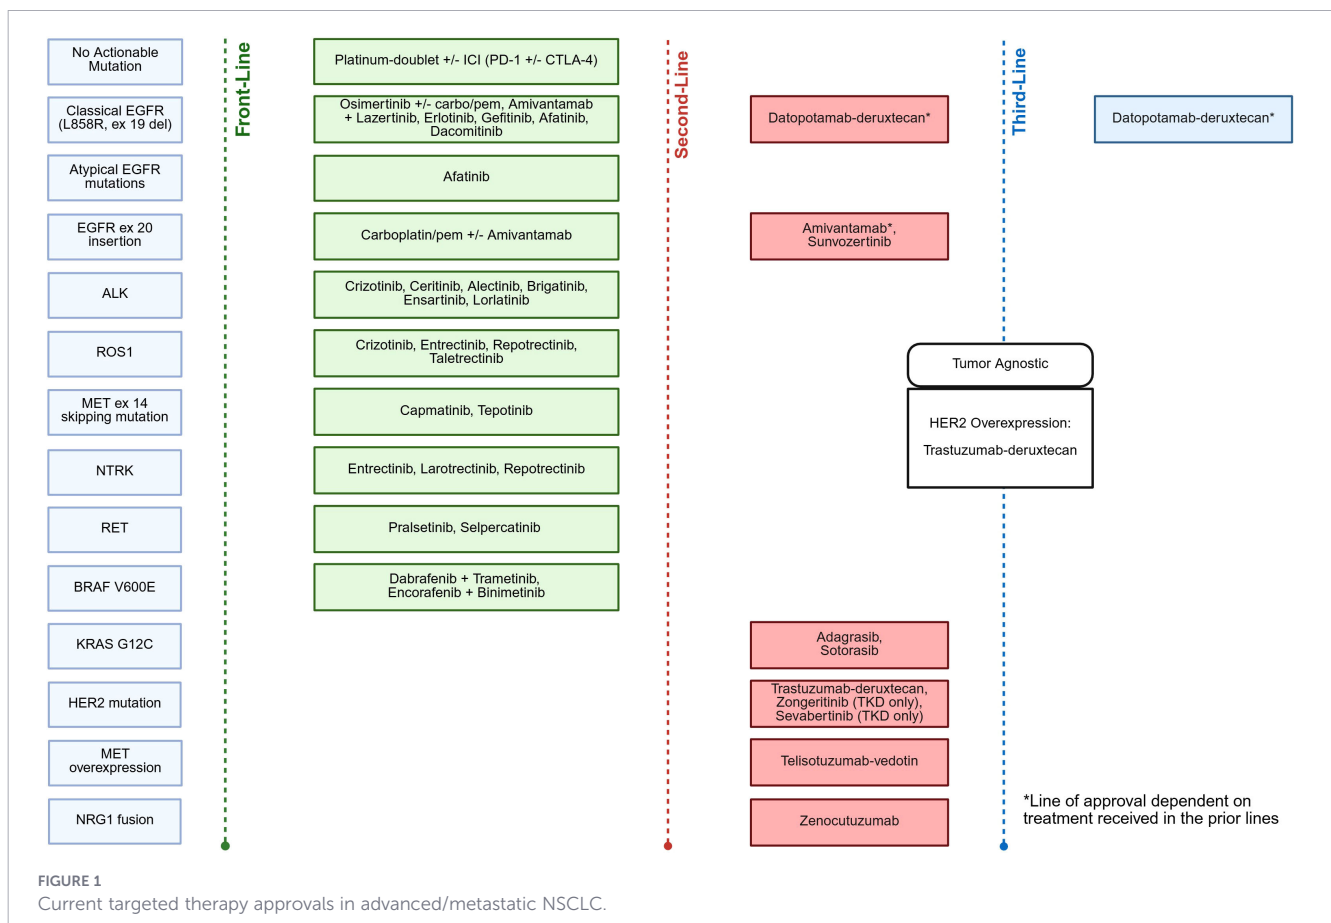 No Actionable
Mutation
Front-Line
Platinum-doublet +/- ICI (PD-1 +/- CTLA-4)
Second-Line
Third-Line
Classical EGFR
(L858R, ex 19 del)
Osimertinib +/- carbo/pem, Amivantamab
+ Lazertinib, Erlotinib, Gefitinib, Afatinib,
Dacomitinib
Datopotamab-deruxtecan*
Datopotamab-deruxtecan*
Atypical EGFR
mutations
Afatinib
EGFR ex 20
insertion
Carboplatin/pem +/- Amivantamab
Amivantamab*,
Sunvozertinib
ALK
Crizotinib, Ceritinib, Alectinib, Brigatinib,
Ensartinib, Lorlatinib
ROS1
Crizotinib, Entrectinib, Repotrectinib,
Taletrectinib
Tumor Agnostic
HER2 Overexpression:
Trastuzumab-deruxtecan
MET ex 14
skipping mutation
Capmatinib, Tepotinib
NTRK
Entrectinib, Larotrectinib, Repotrectinib
RET
Pralsetinib, Selpercatinib
BRAF V600E
Dabrafenib + Trametinib,
Encorafenib + Binimetinib
KRAS G12C
Adagrasib,
Sotorasib
HER2 mutation
Trastuzumab-deruxtecan,
Zongeritinib (TKD only),
Sevabertinib (TKD only)
MET
overexpression
Telisotuzumab-vedotin
NRG1 fusion
Zenocutuzumab
*Line of approval dependent on
treatment received in the prior lines
FIGURE 1
Current targeted therapy approvals in advanced/metastatic NSCLC.